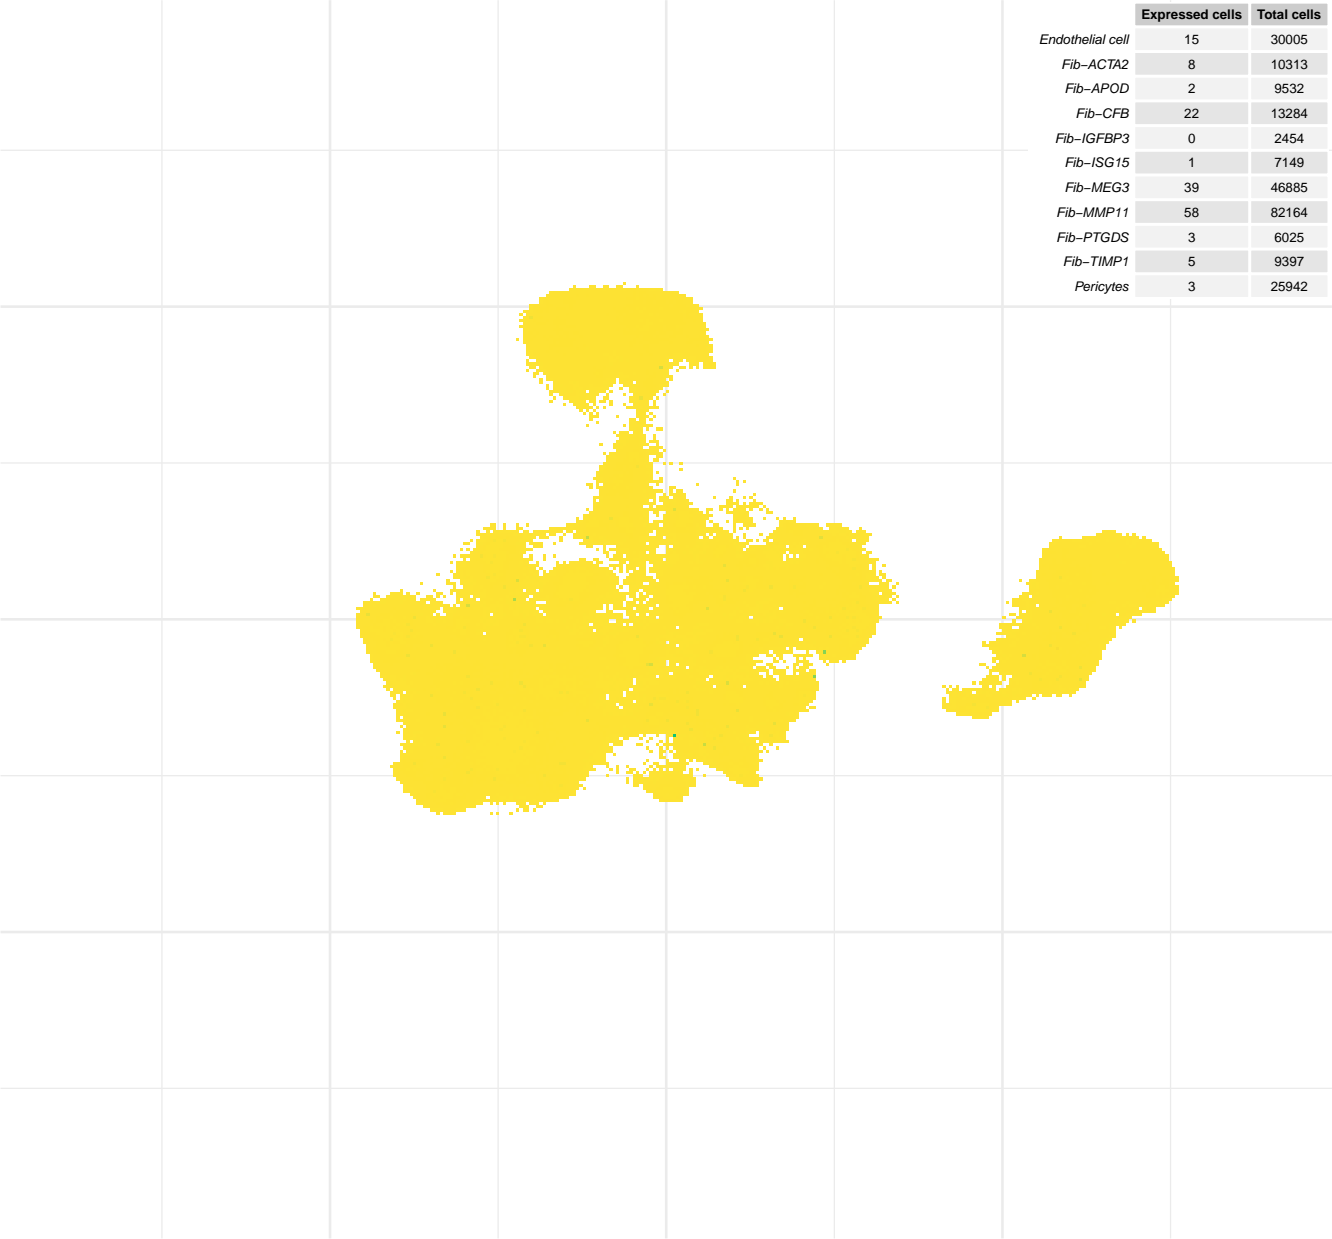 Expressed cells Total cells
Endothelial cell 15 30005
Fib−ACTA2 8 10313
Fib−APOD 2 9532
Fib−CFB 22 13284
Fib−IGFBP3 0 2454
Fib−ISG15 1 7149
Fib−MEG3 39 46885
Fib−MMP11 58 82164
Fib−PTGDS 3 6025
Fib−TIMP1 5 9397
Pericytes 3 25942